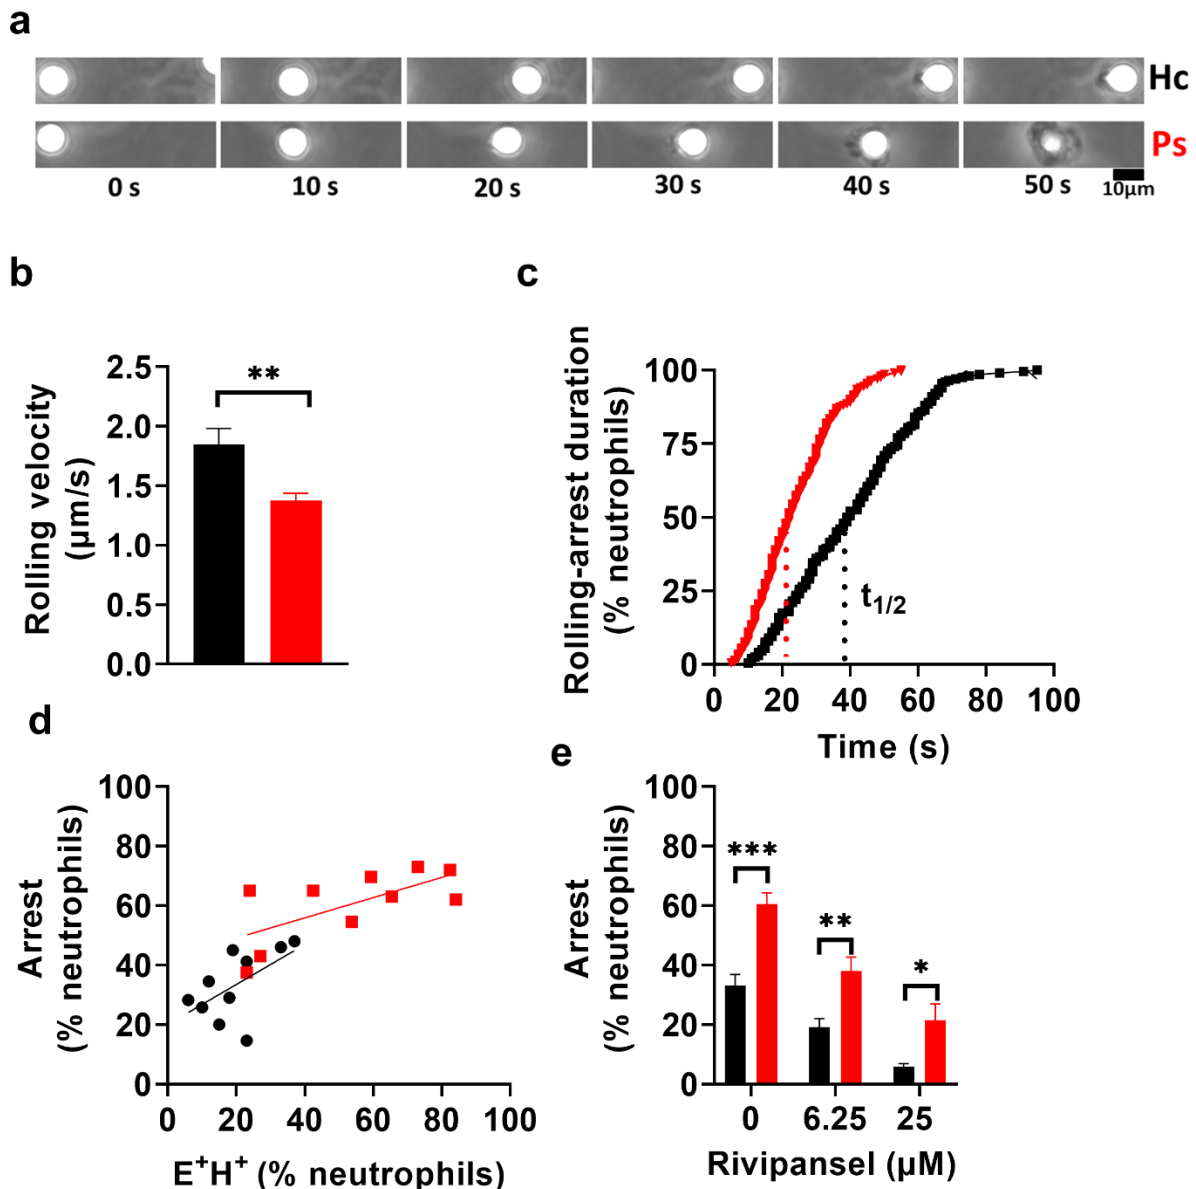 a
Hc
Ps
0 s 10 s 20 s 30 s 40 s 50 s
10µm
b
Rolling velocity
(µm/s)
2.5
2.0
1.5
1.0
0.5
0.0
**
c
Rolling-arrest duration
(% neutrophils)
100
75
50
25
0
t1/2
0 20 40 60 80 100
Time (s)
d
Arrest
(% neutrophils)
100
80
60
40
20
0
0 20 40 60 80 100
E⁺H⁺ (% neutrophils)
e
Arrest
(% neutrophils)
100
80
60
40
20
0
***
**
*
0 6.25 25
Rivipansel (µM)